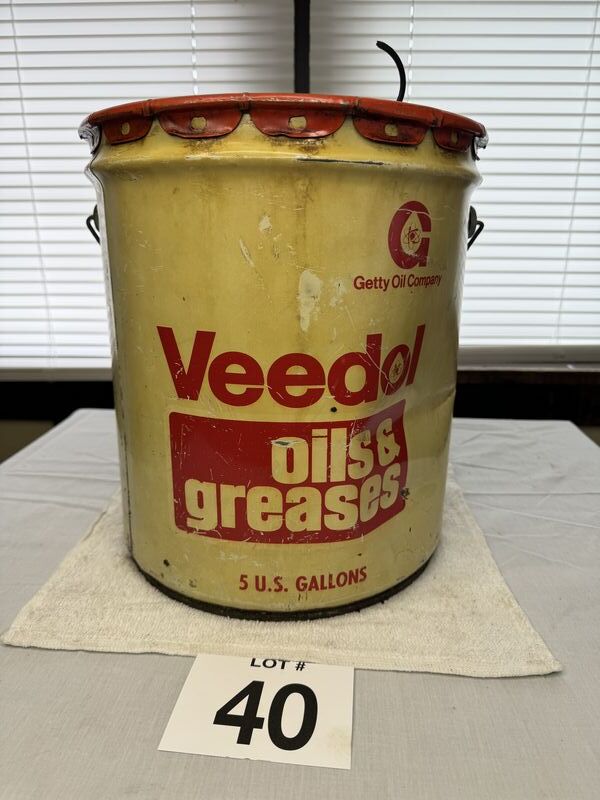 G
Getty Oil Company
Veedol
oils &
greases
5 U.S. GALLONS
LOT #
40